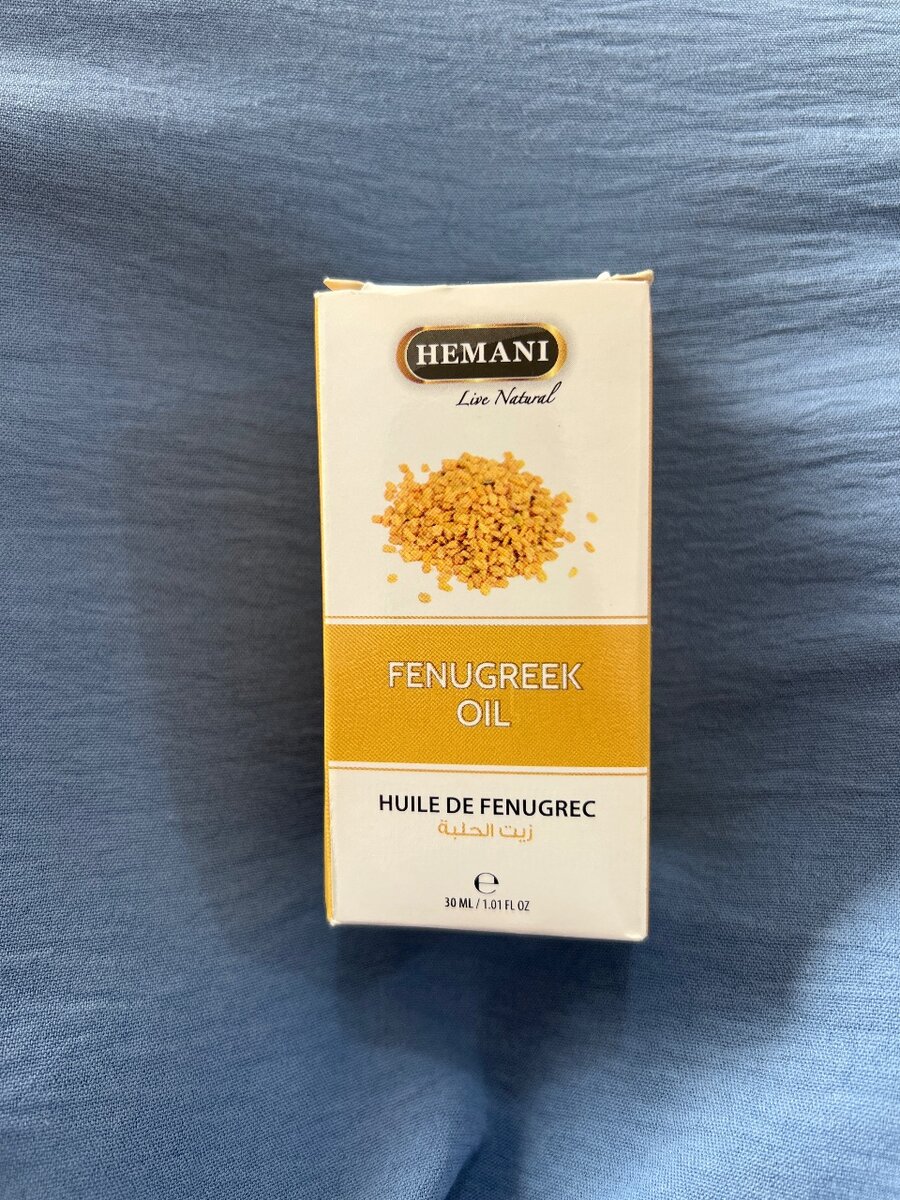 HEMANI
Live Natural
FENUGREEK
OIL
HUILE DE FENUGREC
زيت الحلبة
e
30 ML / 1.01 FL OZ